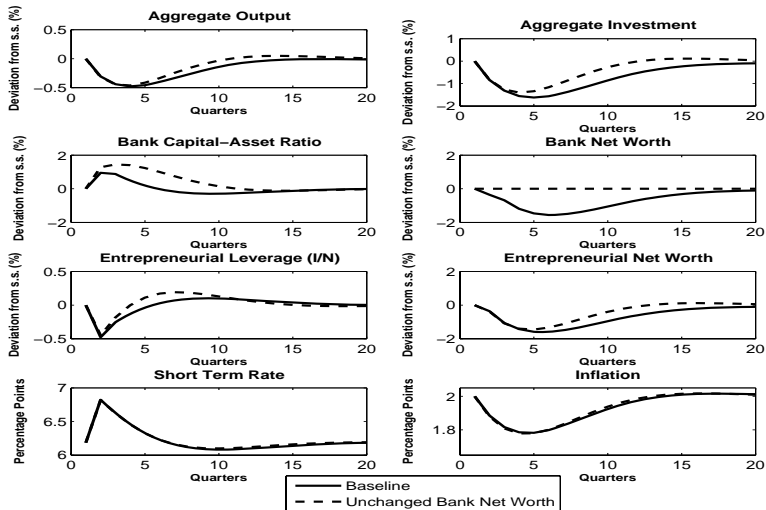 Aggregate Output
Deviation from s.s. (%)
0.5
0
−0.5
0 5 10 15 20
Quarters
Aggregate Investment
Deviation from s.s. (%)
1
0
−1
−2
0 5 10 15 20
Quarters
Bank Capital−Asset Ratio
Deviation from s.s. (%)
2
0
−2
0 5 10 15 20
Quarters
Bank Net Worth
Deviation from s.s. (%)
2
0
−2
0 5 10 15 20
Quarters
Entrepreneurial Leverage (I/N)
Deviation from s.s. (%)
0.5
0
−0.5
0 5 10 15 20
Quarters
Entrepreneurial Net Worth
Deviation from s.s. (%)
2
0
−2
0 5 10 15 20
Quarters
Short Term Rate
Percentage Points
7
6.5
6
0 5 10 15 20
Quarters
Inflation
Percentage Points
2
1.8
0 5 10 15 20
Quarters
Baseline
Unchanged Bank Net Worth